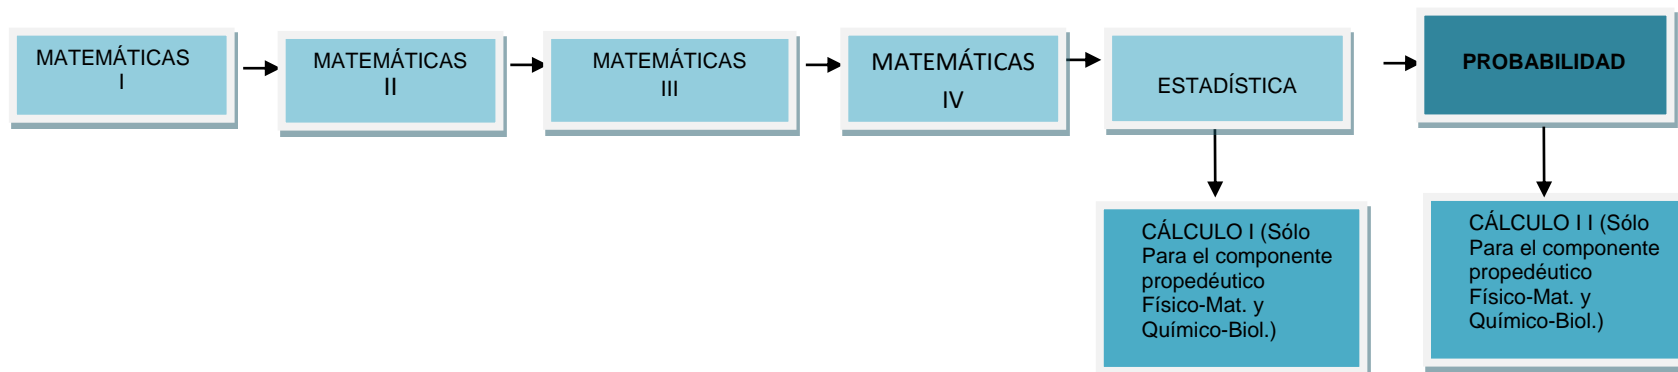 MATEMÁTICAS
I
MATEMÁTICAS
II
MATEMÁTICAS
III
MATEMÁTICAS
IV
ESTADÍSTICA
PROBABILIDAD
CÁLCULO I (Sólo
Para el componente
propedéutico
Físico-Mat. y
Químico-Biol.)
CÁLCULO I I (Sólo
Para el componente
propedéutico
Físico-Mat. y
Químico-Biol.)